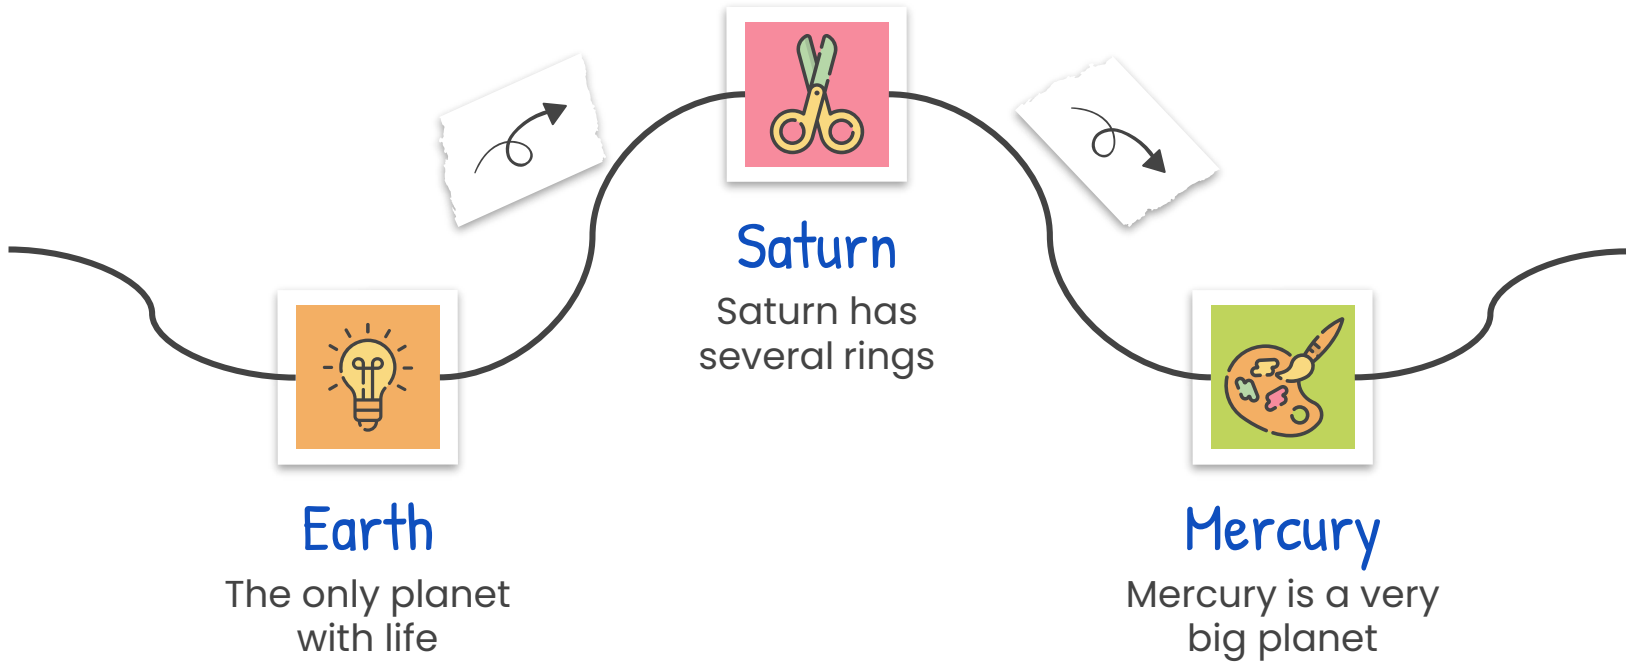 Saturn
Saturn has
several rings
Earth
The only planet
with life
Mercury
Mercury is a very
big planet